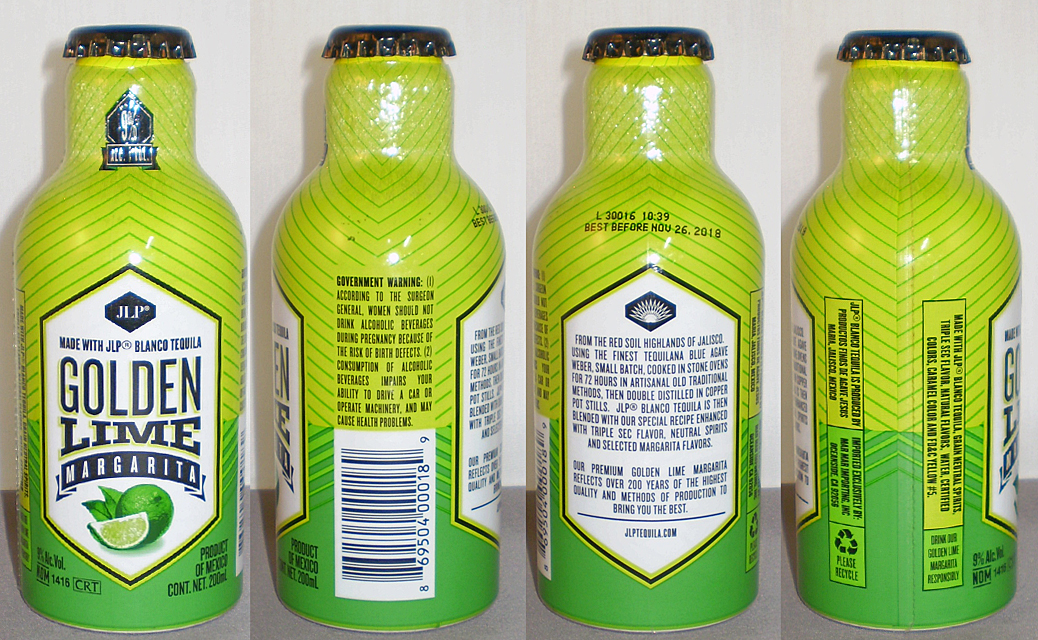 9%
ALC. / VOL.
JLP®
MADE WITH JLP® BLANCO TEQUILA
GOLDEN
LIME
MARGARITA
9% Alc. Vol.
NOM 1416 CRT
PRODUCT
OF MEXICO
CONT. NET. 200mL
GOVERNMENT WARNING: (1)
ACCORDING TO THE SURGEON
GENERAL, WOMEN SHOULD NOT
DRINK ALCOHOLIC BEVERAGES
DURING PREGNANCY BECAUSE OF
THE RISK OF BIRTH DEFECTS. (2)
CONSUMPTION OF ALCOHOLIC
BEVERAGES IMPAIRS YOUR
ABILITY TO DRIVE A CAR OR
OPERATE MACHINERY, AND MAY
CAUSE HEALTH PROBLEMS.
8 69504 00018 9
PRODUCT
OF MEXICO
NT. NET. 200mL
L 30016 10:39
BEST BEFORE NOV 26, 2018
FROM THE RED SOIL HIGHLANDS OF JALISCO.
USING THE FINEST TEQUILANA BLUE AGAVE
WEBER, SMALL BATCH, COOKED IN STONE OVENS
FOR 72 HOURS IN ARTISANAL OLD TRADITIONAL
METHODS, THEN DOUBLE DISTILLED IN COPPER
POT STILLS. JLP® BLANCO TEQUILA IS THEN
BLENDED WITH OUR SPECIAL RECIPE ENHANCED
WITH TRIPLE SEC FLAVOR, NEUTRAL SPIRITS
AND SELECTED MARGARITA FLAVORS.
OUR PREMIUM GOLDEN LIME MARGARITA
REFLECTS OVER 200 YEARS OF THE HIGHEST
QUALITY AND METHODS OF PRODUCTION TO
BRING YOU THE BEST.
JLPTEQUILA.COM
JLP® BLANCO TEQUILA IS PRODUCED BY
PRODUCTOS FINOS DE AGAVE JESUS
MARIA, JALISCO, MEXICO
IMPORTED EXCLUSIVELY BY:
MAR MAR IMPORTING, INC
OCEANSIDE, CA 92056
PLEASE
RECYCLE
MADE WITH JLP® BLANCO TEQUILA, GRAIN NEUTRAL SPIRITS,
TRIPLE SEC FLAVOR, NATURAL FLAVORS, WATER, CERTIFIED
COLORS, CARAMEL COLOR AND FD&C YELLOW #5.
DRINK OUR
GOLDEN LIME
MARGARITA
RESPONSIBLY
9% Alc. Vol.
NOM 1416